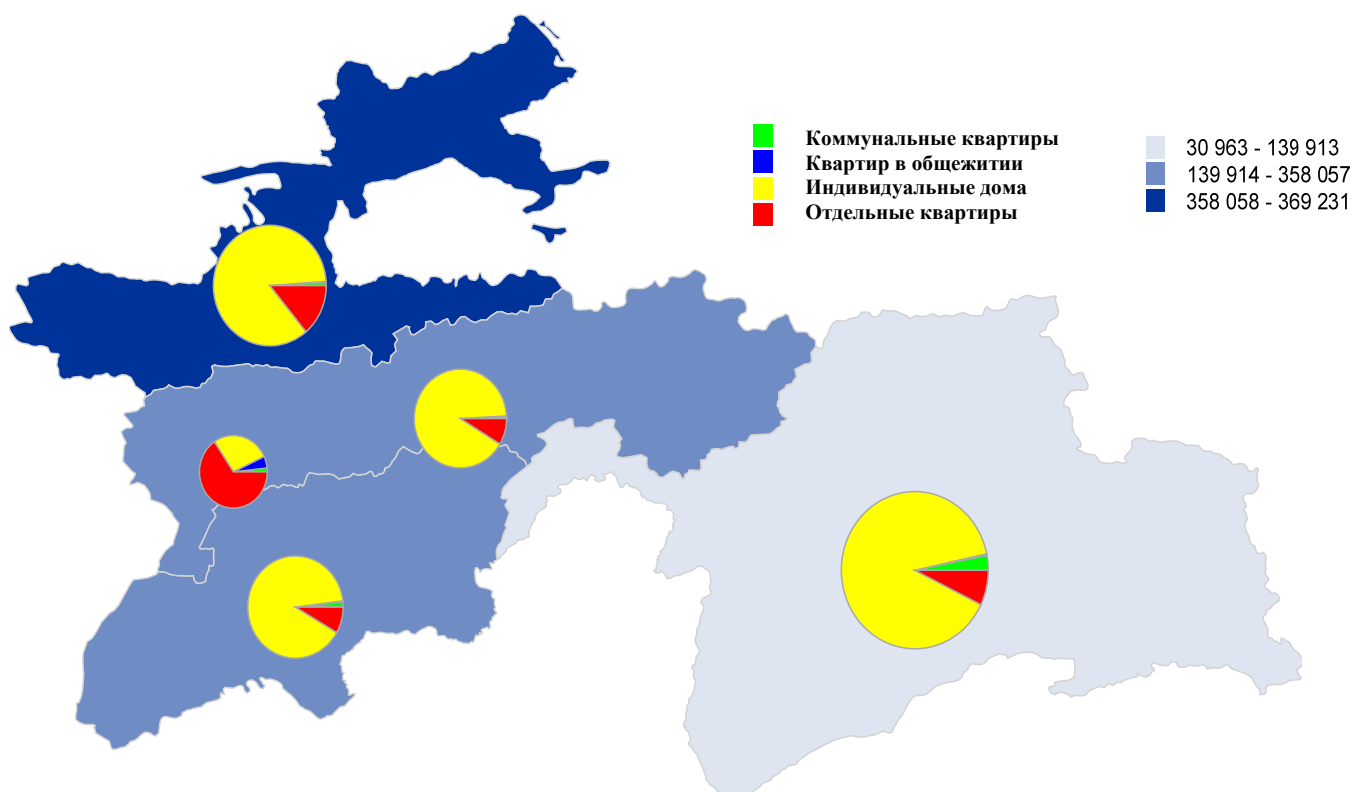 Коммунальные квартиры
Квартир в общежитии
Индивидуальные дома
Отдельные квартиры
30 963 - 139 913
139 914 - 358 057
358 058 - 369 231